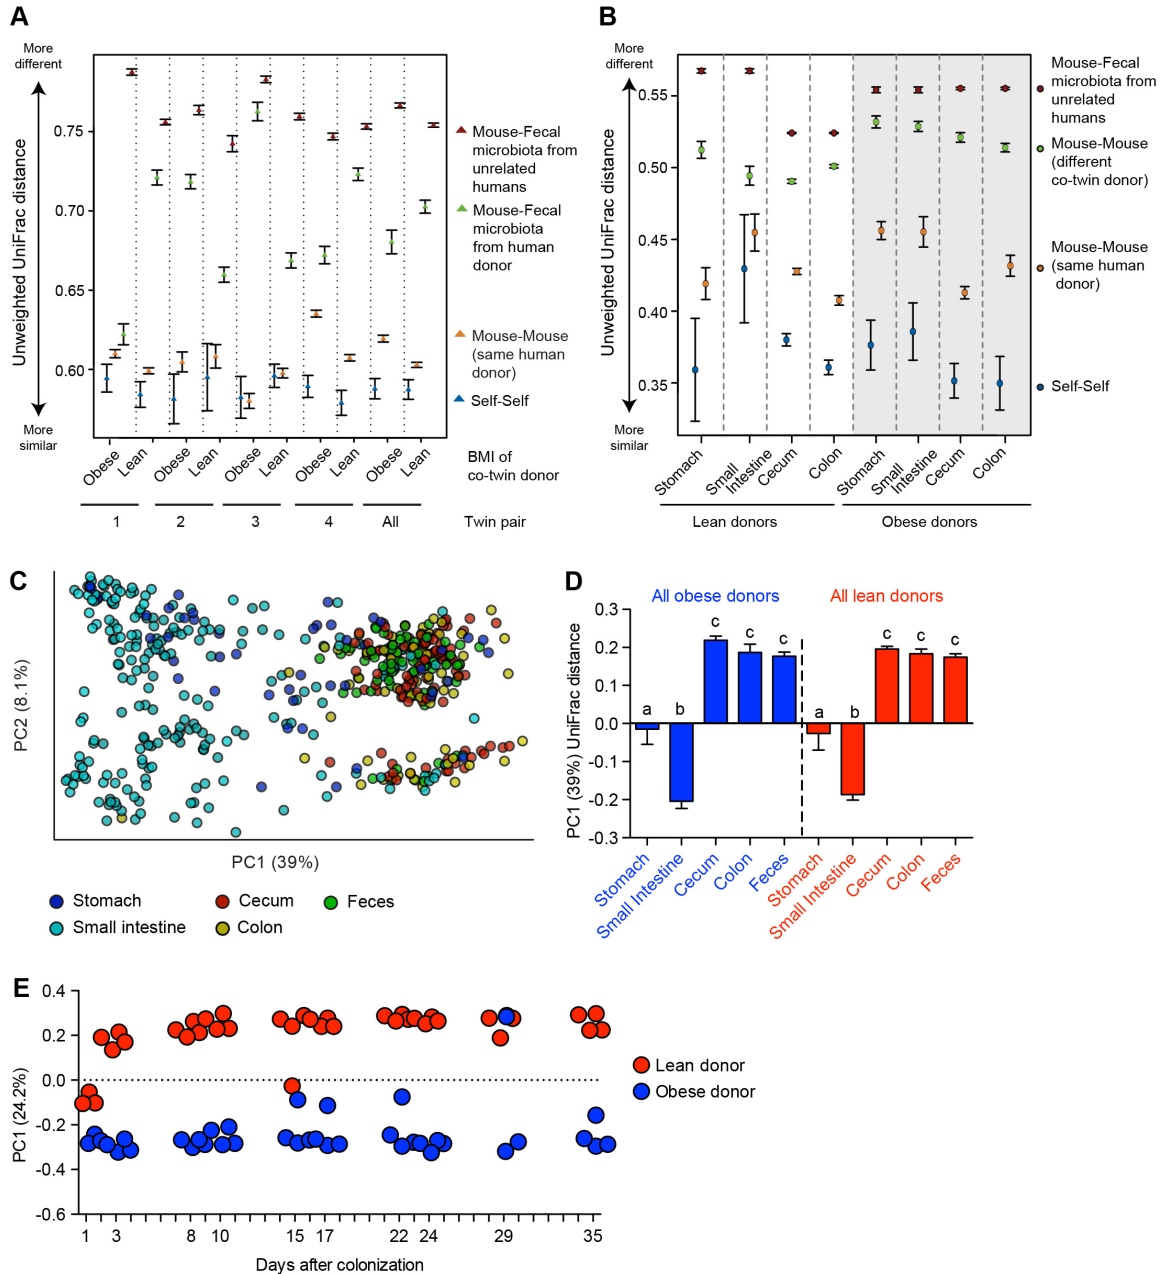 A
More
different
Unweighted UniFrac distance
0.75
0.70
0.65
0.60
More
similar
Obese
Lean
Obese
Lean
Obese
Lean
Obese
Lean
Obese
Lean
BMI of
co-twin donor
1
2
3
4
All
Twin pair
Mouse-Fecal
microbiota from
unrelated
humans
Mouse-Fecal
microbiota
from human
donor
Mouse-Mouse
(same human
donor)
Self-Self
B
More
different
Unweighted UniFrac distance
0.55
0.50
0.45
0.40
0.35
More
similar
Stomach
Small
Intestine
Cecum
Colon
Stomach
Small
Intestine
Cecum
Colon
Lean donors
Obese donors
Mouse-Fecal
microbiota from
unrelated
humans
Mouse-Mouse
(different
co-twin donor)
Mouse-Mouse
(same human
donor)
Self-Self
C
PC2 (8.1%)
PC1 (39%)
Stomach
Cecum
Feces
Small intestine
Colon
D
All obese donors
All lean donors
PC1 (39%) UniFrac distance
0.3
0.2
0.1
0.0
-0.1
-0.2
-0.3
a
b
c
c
c
a
b
c
c
c
Stomach
Small Intestine
Cecum
Colon
Feces
Stomach
Small Intestine
Cecum
Colon
Feces
E
PC1 (24.2%)
0.4
0.2
0.0
-0.2
-0.4
-0.6
1
3
8
10
15
17
22
24
29
35
Days after colonization
Lean donor
Obese donor